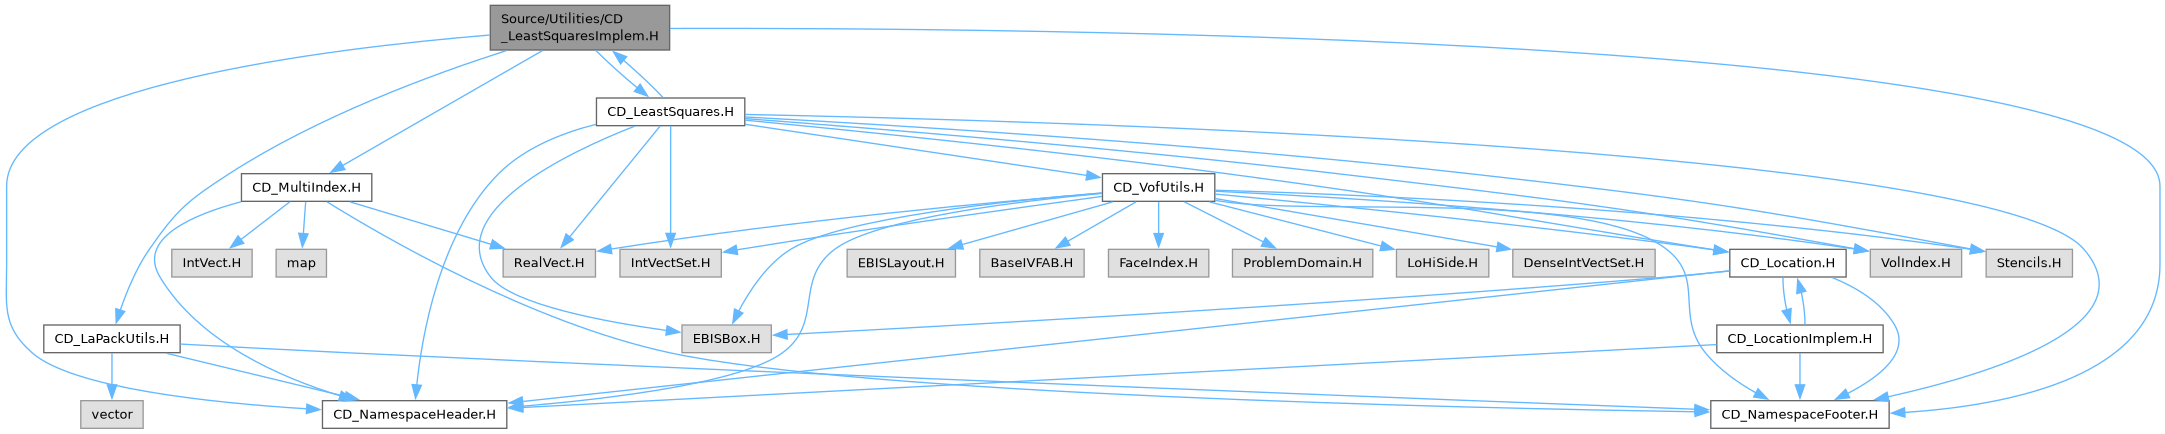 Source/Utilities/CD
_LeastSquaresImplem.H
CD_LeastSquares.H
CD_MultiIndex.H
CD_VofUtils.H
IntVect.H
map
RealVect.H
IntVectSet.H
EBISLayout.H
BaseIVFAB.H
FaceIndex.H
ProblemDomain.H
LoHiSide.H
DenseIntVectSet.H
CD_Location.H
VolIndex.H
Stencils.H
CD_LaPackUtils.H
EBISBox.H
CD_LocationImplem.H
vector
CD_NamespaceHeader.H
CD_NamespaceFooter.H